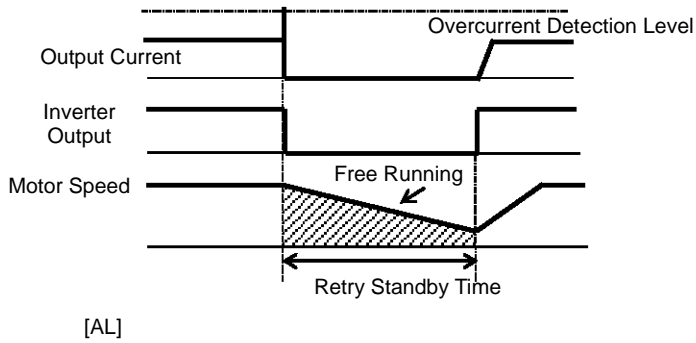 Overcurrent Detection Level
Output Current
Inverter
Output
Free Running
Motor Speed
Retry Standby Time
[AL]